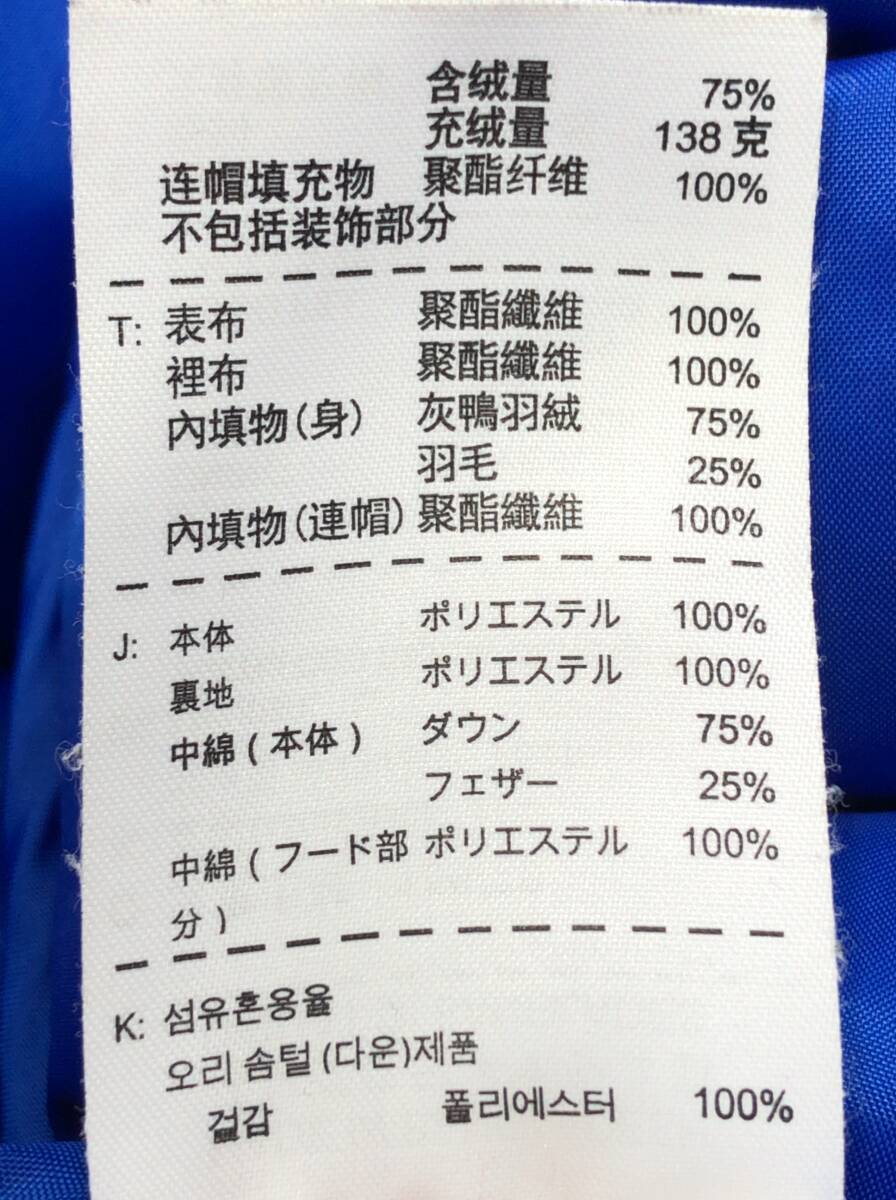 含绒量 75%
充绒量 138 克
连帽填充物 聚酯纤维 100%
不包括装饰部分
T: 表布 聚酯纖維 100%
裡布 聚酯纖維 100%
內填物(身) 灰鴨羽絨 75%
羽毛 25%
內填物(連帽) 聚酯纖維 100%
J: 本体 ポリエステル 100%
裏地 ポリエステル 100%
中綿 ( 本体 ) ダウン 75%
フェザー 25%
中綿 ( フード部 ポリエステル 100%
分 )
K: 섬유혼용율
오리 솜털 (다운)제품
겉감 폴리에스터 100%